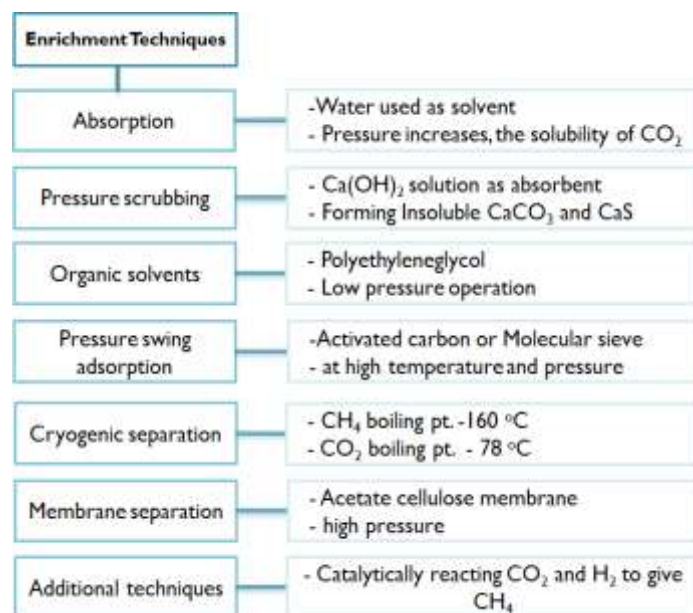 Enrichment Techniques
Absorption
-Water used as solvent
- Pressure increases, the solubility of CO₂
Pressure scrubbing
- Ca(OH)₂ solution as absorbent
- Forming Insoluble CaCO₃ and CaS
Organic solvents
- Polyethyleneglycol
- Low pressure operation
Pressure swing
adsorption
-Activated carbon or Molecular sieve
- at high temperature and pressure
Cryogenic separation
- CH₄ boiling pt. -160 °C
- CO₂ boiling pt. - 78 °C
Membrane separation
- Acetate cellulose membrane
- high pressure
Additional techniques
- Catalytically reacting CO₂ and H₂ to give
CH₄